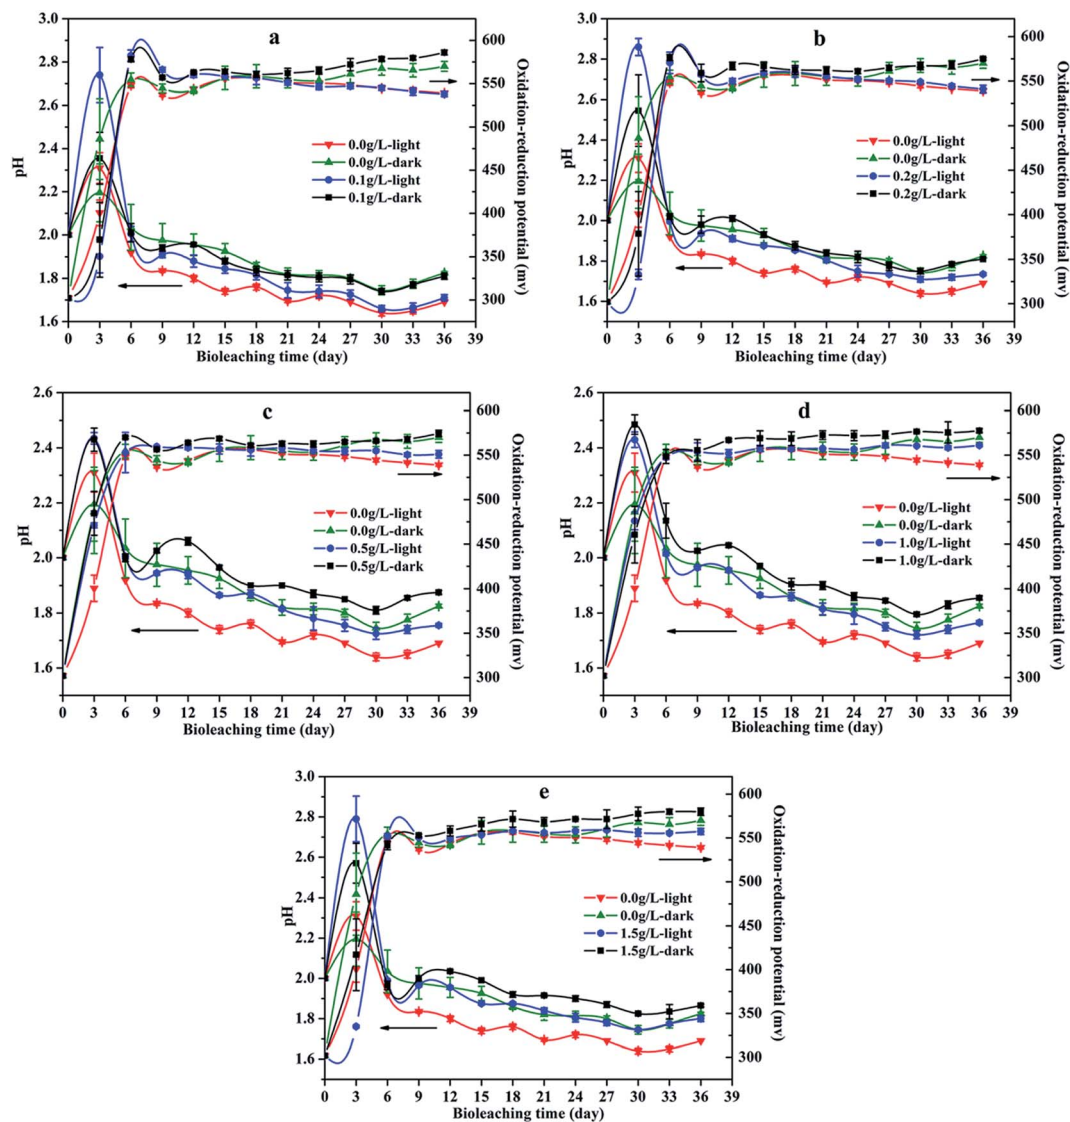 a
pH
3.0
2.8
2.6
2.4
2.2
2.0
1.8
1.6
600
550
500
450
400
350
300
Oxidation-reduction potential (mv)
0.0g/L-light
0.0g/L-dark
0.1g/L-light
0.1g/L-dark
0 3 6 9 12 15 18 21 24 27 30 33 36 39
Bioleaching time (day)
b
pH
3.0
2.8
2.6
2.4
2.2
2.0
1.8
1.6
600
550
500
450
400
350
300
Oxidation-reduction potential (mv)
0.0g/L-light
0.0g/L-dark
0.2g/L-light
0.2g/L-dark
0 3 6 9 12 15 18 21 24 27 30 33 36 39
Bioleaching time (day)
c
pH
2.6
2.4
2.2
2.0
1.8
1.6
600
550
500
450
400
350
300
Oxidation-reduction potential (mv)
0.0g/L-light
0.0g/L-dark
0.5g/L-light
0.5g/L-dark
0 3 6 9 12 15 18 21 24 27 30 33 36 39
Bioleaching time (day)
d
pH
2.6
2.4
2.2
2.0
1.8
1.6
600
550
500
450
400
350
300
Oxidation-reduction potential (mv)
0.0g/L-light
0.0g/L-dark
1.0g/L-light
1.0g/L-dark
0 3 6 9 12 15 18 21 24 27 30 33 36 39
Bioleaching time (day)
e
pH
3.0
2.8
2.6
2.4
2.2
2.0
1.8
1.6
600
550
500
450
400
350
300
Oxidation-reduction potential (mv)
0.0g/L-light
0.0g/L-dark
1.5g/L-light
1.5g/L-dark
0 3 6 9 12 15 18 21 24 27 30 33 36 39
Bioleaching time (day)